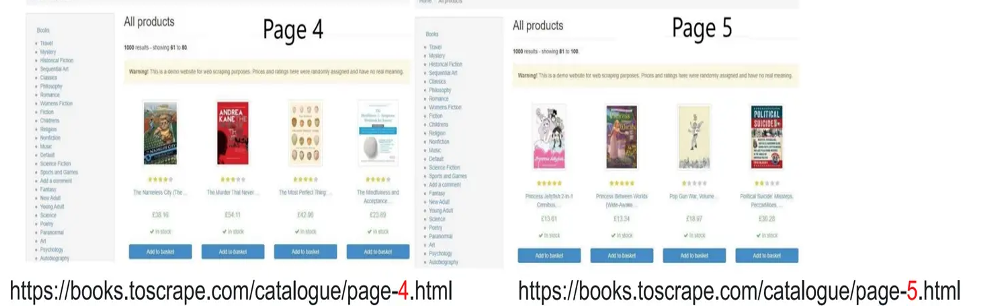 Home All products
All products
Page 4
1000 results - showing 61 to 80.
Warning! This is a demo website for web scraping purposes. Prices and ratings here were randomly assigned and have no real meaning.
Books
Travel
Mystery
Historical Fiction
Sequential Art
Classics
Philosophy
Romance
Womens Fiction
Fiction
Childrens
Religion
Nonfiction
Music
Default
Science Fiction
Sports and Games
Add a comment
Fantasy
New Adult
Young Adult
Science
Poetry
Paranormal
Art
Psychology
Autobiography
ANDREA
KANE
The Nameless City (The ...
The Murder That Never ...
The Most Perfect Thing: ...
The Mindfulness and
Acceptance ...
£38.16
£54.11
£42.96
£23.89
In stock
In stock
In stock
In stock
Add to basket
Add to basket
Add to basket
Add to basket
https://books.toscrape.com/catalogue/page-4.html
All products
Page 5
1000 results - showing 81 to 100.
Warning! This is a demo website for web scraping purposes. Prices and ratings here were randomly assigned and have no real meaning.
Books
Travel
Mystery
Historical Fiction
Sequential Art
Classics
Philosophy
Romance
Womens Fiction
Fiction
Childrens
Religion
Nonfiction
Music
Default
Science Fiction
Sports and Games
Add a comment
Fantasy
New Adult
Young Adult
Science
Poetry
Paranormal
Art
Psychology
Autobiography
POLITICAL
SUICIDE
Princess Jellyfish 2-in-1
Omnibus, ...
Princess Between Worlds
(Wide-Awake ...
Pop Gun War, Volume ...
Political Suicide: Missteps,
Peccadilloes, ...
£13.61
£13.34
£18.97
£36.28
In stock
In stock
In stock
In stock
Add to basket
Add to basket
Add to basket
Add to basket
https://books.toscrape.com/catalogue/page-5.html